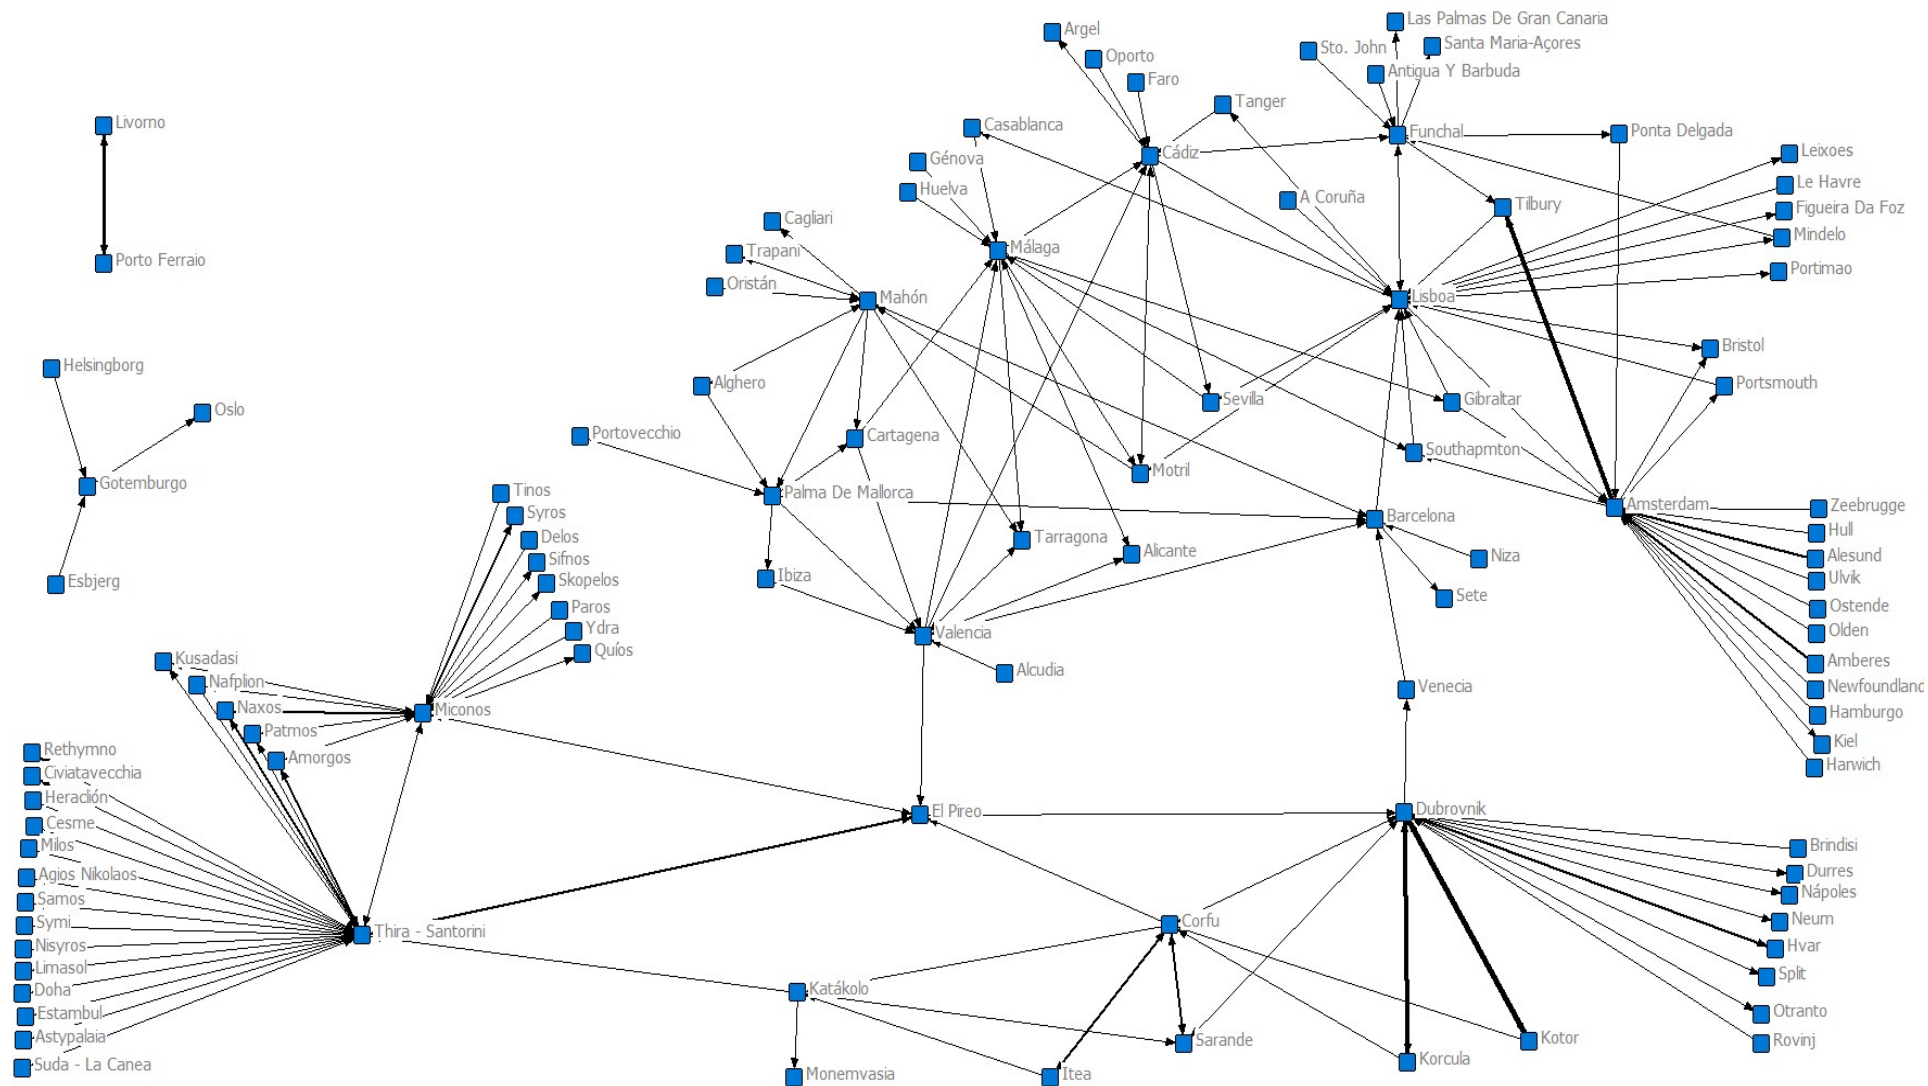 Las Palmas De Gran Canaria
Argel
Santa Maria-Açores
Sto. John
Oporto
Antigua Y Barbuda
Faro
Tanger
Livorno
Casablanca
Funchal
Ponta Delgada
Cádiz
Leixoes
Génova
Le Havre
Huelva
A Coruña
Tilbury
Figueira Da Foz
Cagliari
Mindelo
Málaga
Trapani
Porto Ferraio
Portimao
Oristán
Mahón
Lisboa
Bristol
Helsingborg
Alghero
Portsmouth
Sevilla
Gibraltar
Oslo
Portovecchio
Cartagena
Southapmton
Motril
Gotemburgo
Tinos
Palma De Mallorca
Syros
Barcelona
Amsterdam
Zeebrugge
Delos
Tarragona
Hull
Sifnos
Alicante
Niza
Alesund
Esbjerg
Skopelos
Ibiza
Ulvik
Sete
Paros
Ostende
Ydra
Valencia
Olden
Quíos
Kusadasi
Alcudia
Amberes
Nafplion
Venecia
Newfoundland
Naxos
Miconos
Hamburgo
Patmos
Kiel
Rethymno
Amorgos
Harwich
Civiatavecchia
Heraclión
El Pireo
Dubrovnik
Cesme
Milos
Brindisi
Agios Nikolaos
Durres
Samos
Nápoles
Symi
Thira - Santorini
Corfu
Neum
Nisyros
Hvar
Limasol
Split
Doha
Katákolo
Estambul
Otranto
Astypalaia
Sarande
Kotor
Rovinj
Suda - La Canea
Monemvasia
Itea
Korcula